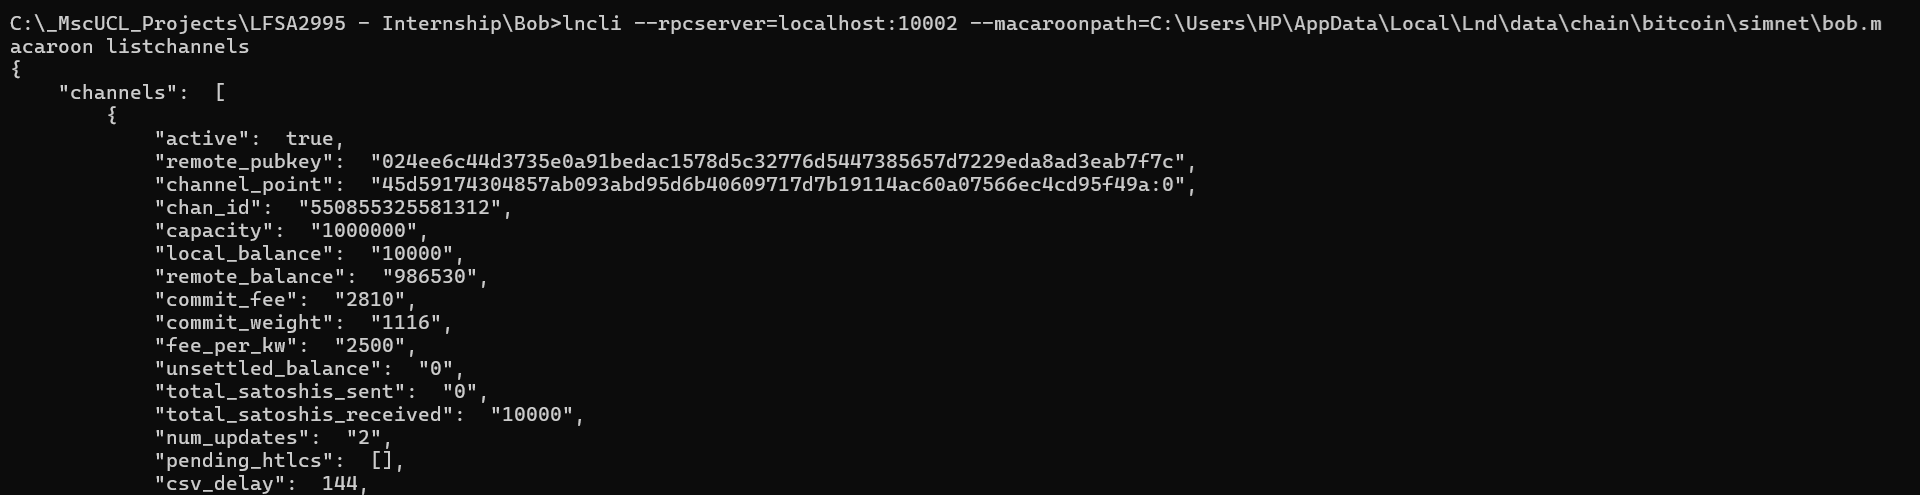 C:\_MscUCL_Projects\LFSA2995 - Internship\Bob>lncli --rpcserver=localhost:10002 --macaroonpath=C:\Users\HP\AppData\Local\Lnd\data\chain\bitcoin\simnet\bob.m
acaroon listchannels
{
    "channels":  [
        {
            "active":  true,
            "remote_pubkey":  "024ee6c44d3735e0a91bedac1578d5c32776d5447385657d7229eda8ad3eab7f7c",
            "channel_point":  "45d59174304857ab093abd95d6b40609717d7b19114ac60a07566ec4cd95f49a:0",
            "chan_id":  "550855325581312",
            "capacity":  "1000000",
            "local_balance":  "10000",
            "remote_balance":  "986530",
            "commit_fee":  "2810",
            "commit_weight":  "1116",
            "fee_per_kw":  "2500",
            "unsettled_balance":  "0",
            "total_satoshis_sent":  "0",
            "total_satoshis_received":  "10000",
            "num_updates":  "2",
            "pending_htlcs":  [],
            "csv_delay":  144,